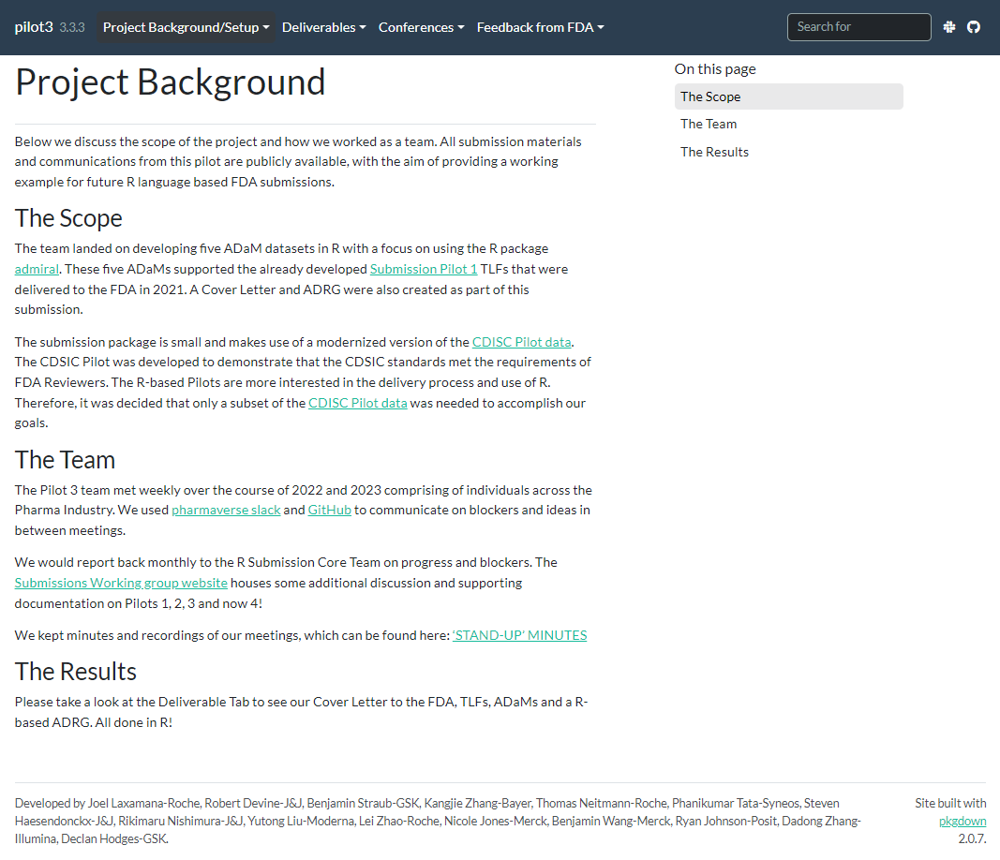 pilot3 3.3.3 Project Background/Setup Deliverables Conferences Feedback from FDA Search for
Project Background
On this page
The Scope
The Team
The Results
Below we discuss the scope of the project and how we worked as a team. All submission materials
and communications from this pilot are publicly available, with the aim of providing a working
example for future R language based FDA submissions.
The Scope
The team landed on developing five ADaM datasets in R with a focus on using the R package
admiral. These five ADaMs supported the already developed Submission Pilot 1 TLFs that were
delivered to the FDA in 2021. A Cover Letter and ADRG were also created as part of this
submission.
The submission package is small and makes use of a modernized version of the CDISC Pilot data.
The CDSIC Pilot was developed to demonstrate that the CDSIC standards met the requirements of
FDA Reviewers. The R-based Pilots are more interested in the delivery process and use of R.
Therefore, it was decided that only a subset of the CDISC Pilot data was needed to accomplish our
goals.
The Team
The Pilot 3 team met weekly over the course of 2022 and 2023 comprising of individuals across the
Pharma Industry. We used pharmaverse slack and GitHub to communicate on blockers and ideas in
between meetings.
We would report back monthly to the R Submission Core Team on progress and blockers. The
Submissions Working group website houses some additional discussion and supporting
documentation on Pilots 1, 2, 3 and now 4!
We kept minutes and recordings of our meetings, which can be found here: ‘STAND-UP’ MINUTES
The Results
Please take a look at the Deliverable Tab to see our Cover Letter to the FDA, TLFs, ADaMs and a R-
based ADRG. All done in R!
Developed by Joel Laxamana-Roche, Robert Devine-J&J, Benjamin Straub-GSK, Kangjie Zhang-Bayer, Thomas Neitmann-Roche, Phanikumar Tata-Syneos, Steven
Haesendonckx-J&J, Rikimaru Nishimura-J&J, Yutong Liu-Moderna, Lei Zhao-Roche, Nicole Jones-Merck, Benjamin Wang-Merck, Ryan Johnson-Posit, Dadong Zhang-
Illumina, Declan Hodges-GSK.
Site built with
pkgdown
2.0.7.